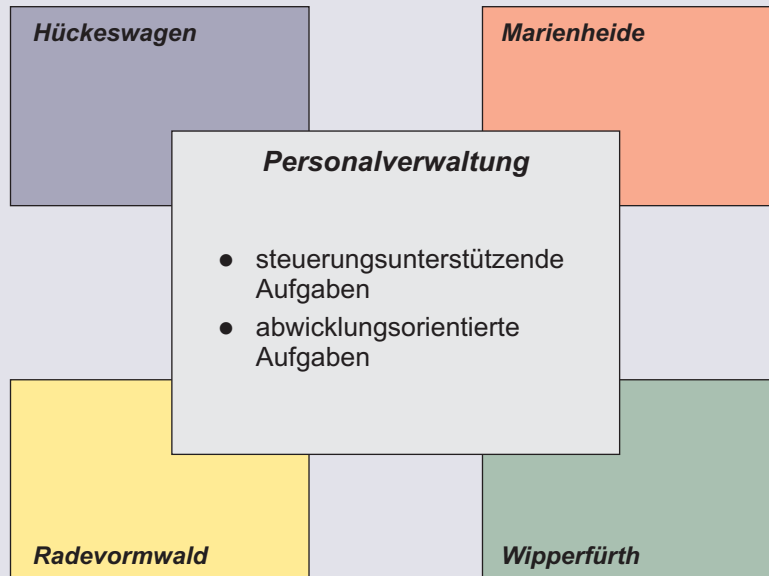 Hückeswagen
Marienheide
Personalverwaltung
● steuerungsunterstützende
Aufgaben
● abwicklungsorientierte
Aufgaben
Radevormwald
Wipperfürth